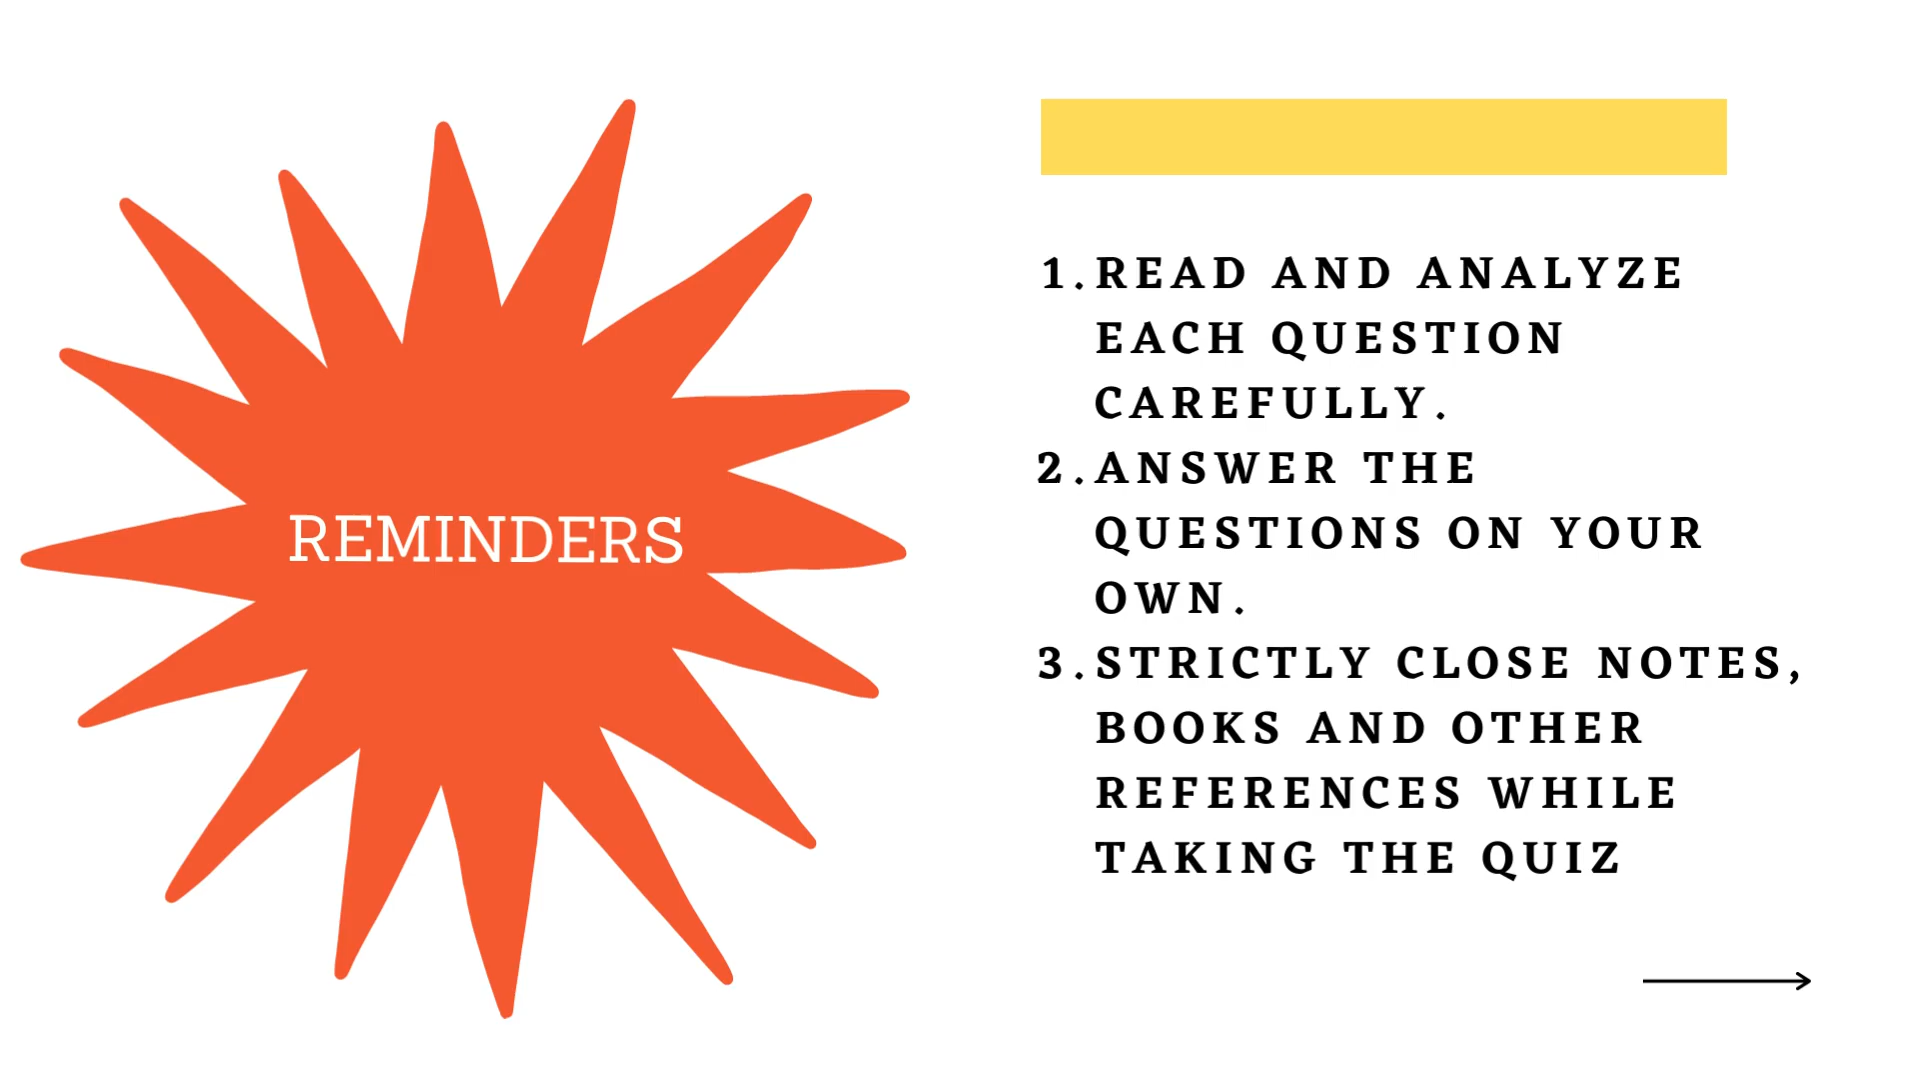 REMINDERS
1. READ AND ANALYZE
EACH QUESTION
CAREFULLY.
2. ANSWER THE
QUESTIONS ON YOUR
OWN.
3. STRICTLY CLOSE NOTES,
BOOKS AND OTHER
REFERENCES WHILE
TAKING THE QUIZ